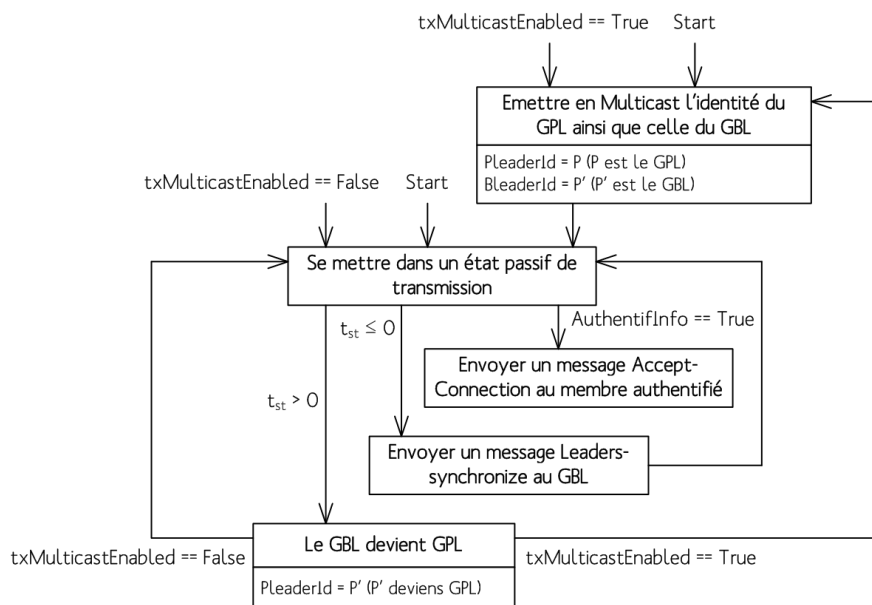 txMulticastEnabled == True
Start
Emettre en Multicast l'identité du
GPL ainsi que celle du GBL
PleaderId = P (P est le GPL)
BleaderId = P' (P' est le GBL)
txMulticastEnabled == False
Start
Se mettre dans un état passif de
transmission
t_st ≤ 0
AuthentifInfo == True
Envoyer un message Accept-
Connection au membre authentifié
t_st > 0
Envoyer un message Leaders-
synchronize au GBL
txMulticastEnabled == False
Le GBL devient GPL
txMulticastEnabled == True
PleaderId = P' (P' deviens GPL)